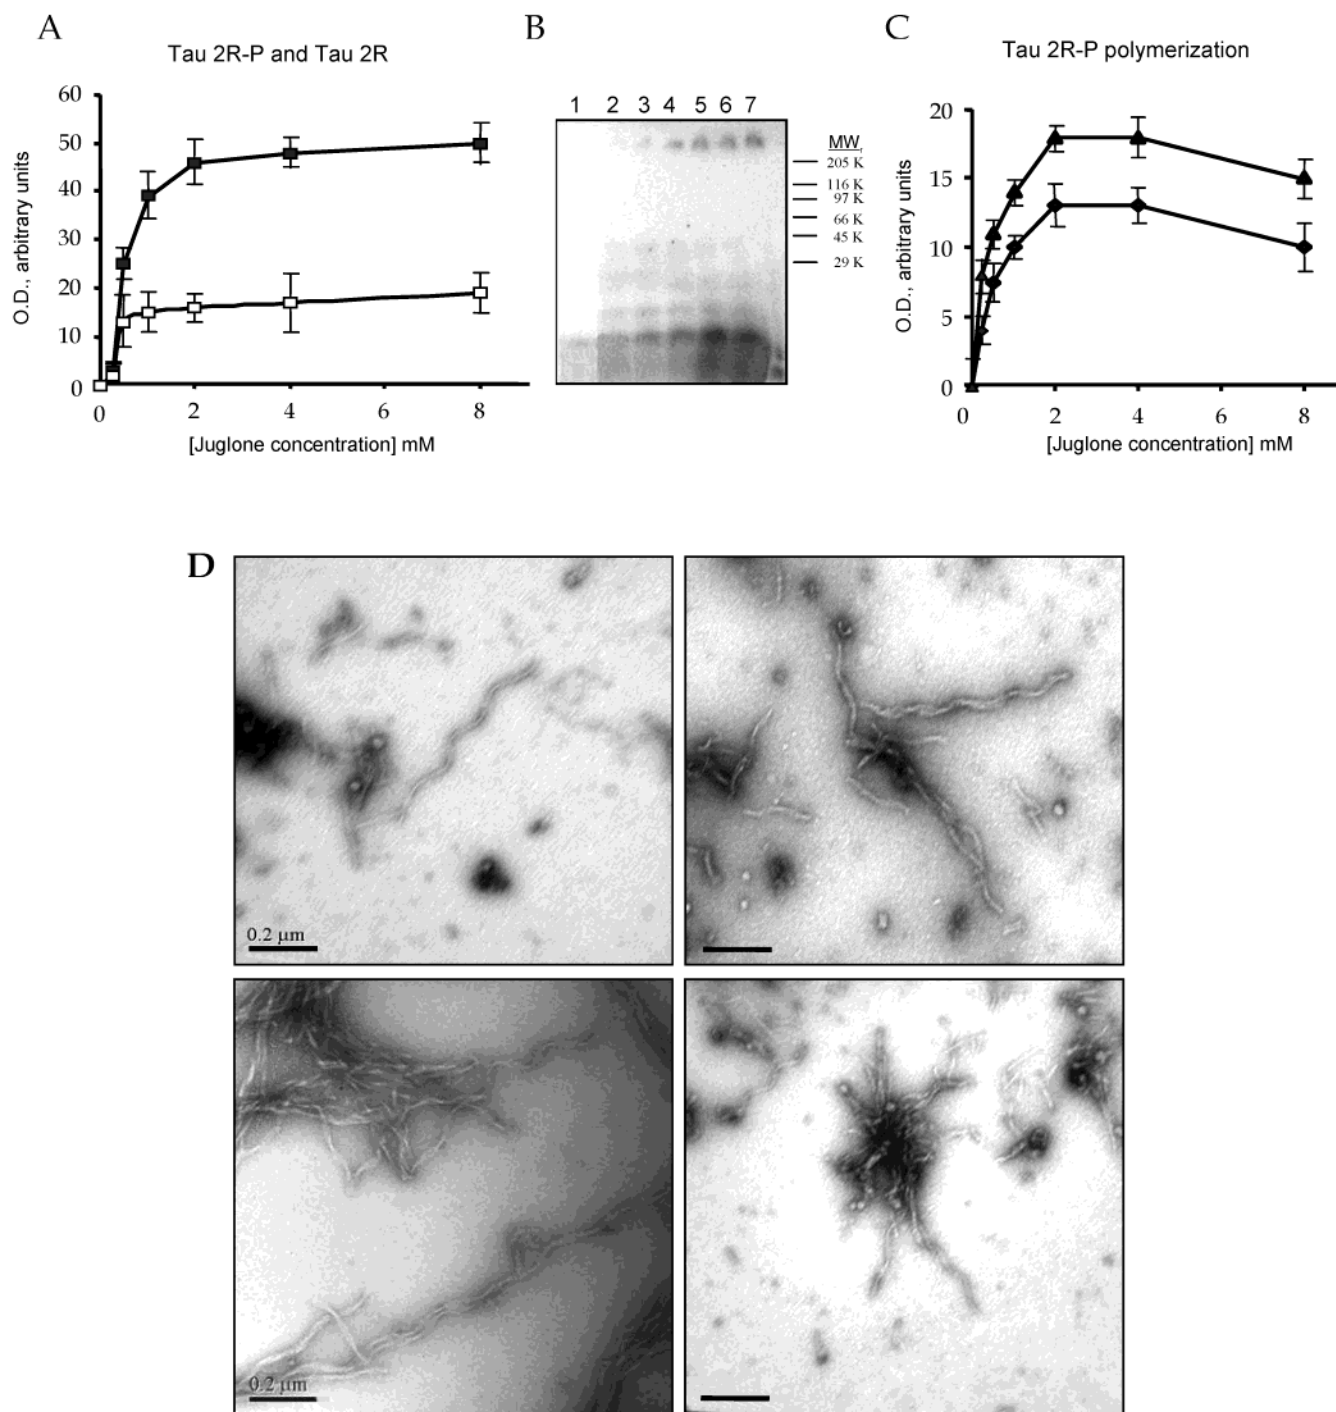 A
Tau 2R-P and Tau 2R
60
50
40
30
20
10
0
O.D., arbitrary units
0 2 4 6 8
[Juglone concentration] mM
B
1 2 3 4 5 6 7
MWr
205 K
116 K
97 K
66 K
45 K
29 K
C
Tau 2R-P polymerization
20
15
10
5
0
O.D., arbitrary units
0 2 4 6 8
[Juglone concentration] mM
D
0.2 µm
0.2 µm